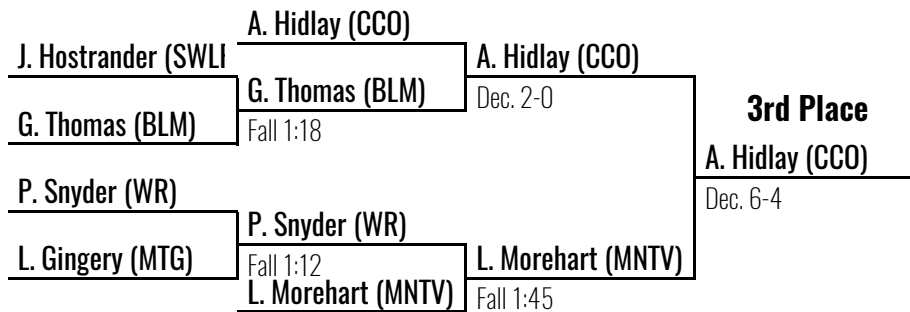 A. Hidlay (CCO)
J. Hostrander (SWL
A. Hidlay (CCO)
G. Thomas (BLM)
Dec. 2-0
3rd Place
G. Thomas (BLM)
Fall 1:18
A. Hidlay (CCO)
P. Snyder (WR)
Dec. 6-4
P. Snyder (WR)
L. Gingery (MTG)
Fall 1:12
L. Morehart (MNTV)
L. Morehart (MNTV)
Fall 1:45